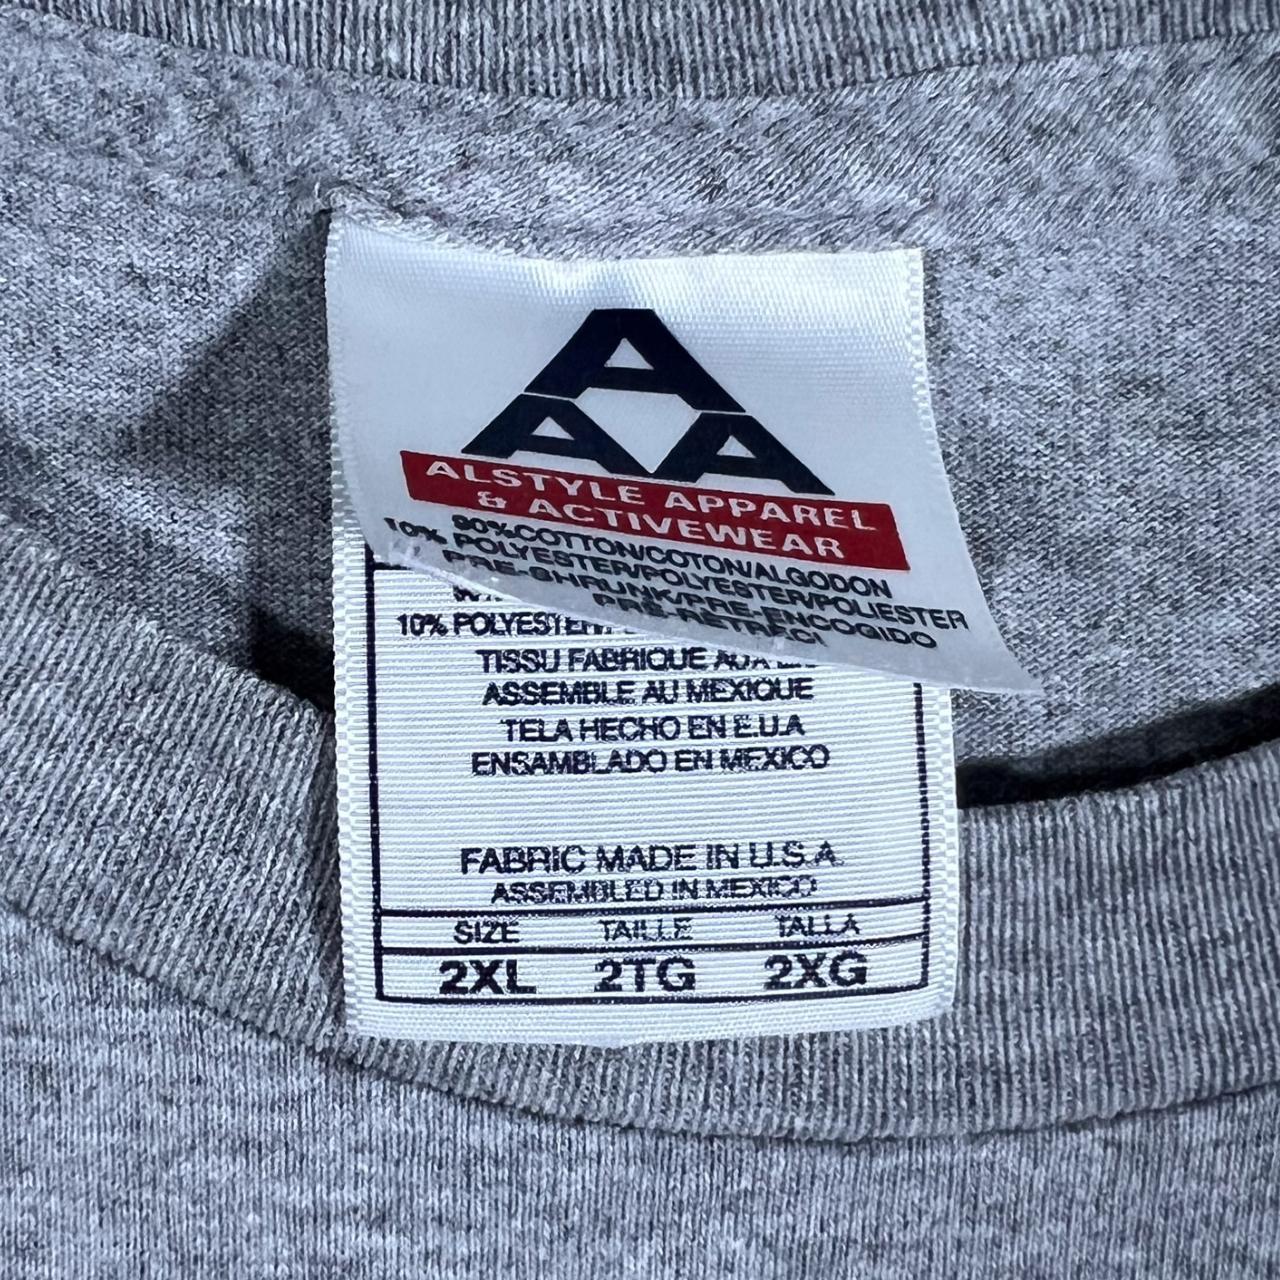 A
A A
ALSTYLE APPAREL
& ACTIVEWEAR
90%COTTON/COTON/ALGODON
10% POLYESTER/POLYESTER/POLIESTER
PRE-SHRUNK/PRE-ENCOGIDO
PRE-RETRECI
10% POLYESTER
TISSU FABRIQUE AUX
ASSEMBLE AU MEXIQUE
TELA HECHO EN E.U.A
ENSAMBLADO EN MEXICO
FABRIC MADE IN U.S.A.
ASSEMBLED IN MEXICO
SIZE TAILLE TALLA
2XL 2TG 2XG